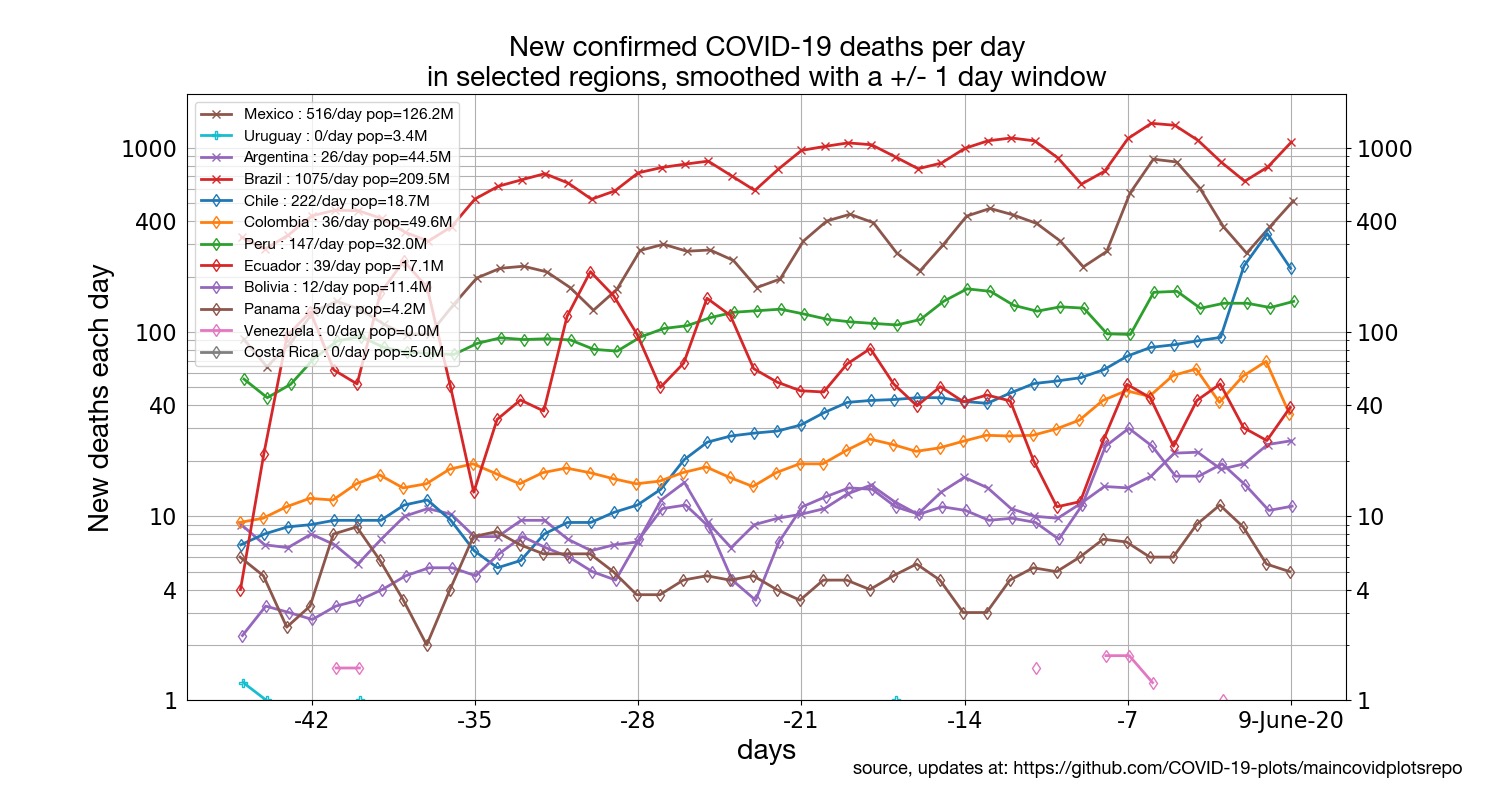 New confirmed COVID-19 deaths per day
in selected regions, smoothed with a +/- 1 day window
Mexico : 516/day pop=126.2M
Uruguay : 0/day pop=3.4M
Argentina : 26/day pop=44.5M
Brazil : 1075/day pop=209.5M
Chile : 222/day pop=18.7M
Colombia : 36/day pop=49.6M
Peru : 147/day pop=32.0M
Ecuador : 39/day pop=17.1M
Bolivia : 12/day pop=11.4M
Panama : 5/day pop=4.2M
Venezuela : 0/day pop=0.0M
Costa Rica : 0/day pop=5.0M
New deaths each day
1000
400
100
40
10
4
1
1000
400
100
40
10
4
1
-42 -35 -28 -21 -14 -7 9-June-20
days
source, updates at: https://github.com/COVID-19-plots/maincovidplotsrepo